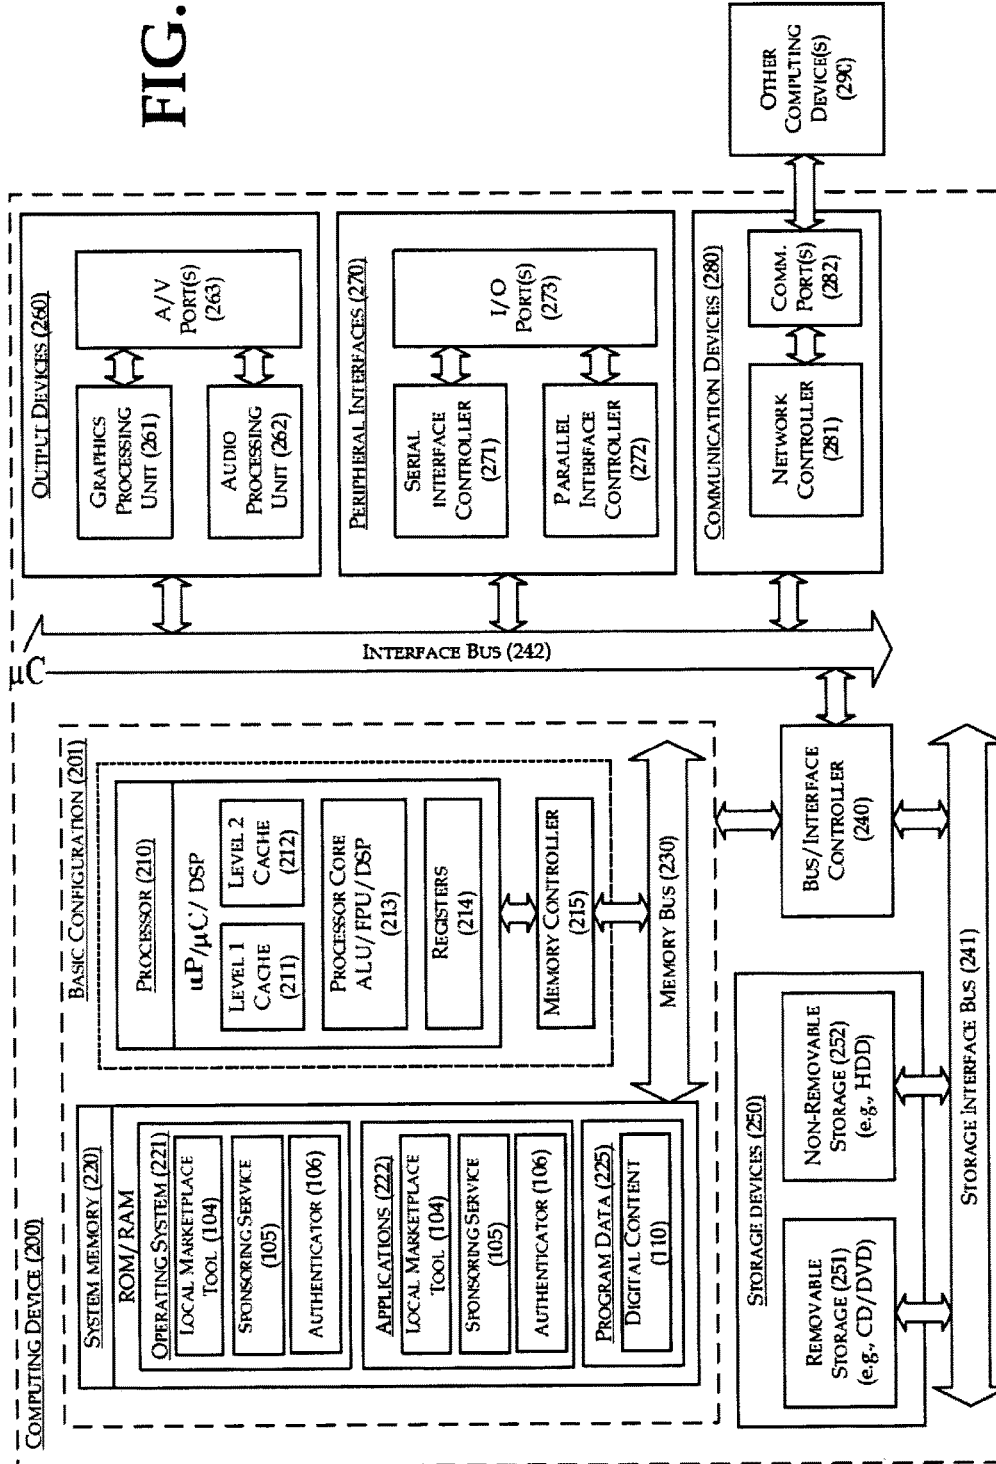 FIG.
COMPUTING DEVICE (200)
BASIC CONFIGURATION (201)
SYSTEM MEMORY (220)
ROM/RAM
OPERATING SYSTEM (221)
LOCAL MARKETPLACE
TOOL (104)
SPONSORING SERVICE
(105)
AUTHENTICATOR (106)
APPLICATIONS (222)
LOCAL MARKETPLACE
TOOL (104)
SPONSORING SERVICE
(105)
AUTHENTICATOR (106)
PROGRAM DATA (225)
DIGITAL CONTENT
(110)
PROCESSOR (210)
uP/μC/ DSP
LEVEL 1
CACHE
(211)
LEVEL 2
CACHE
(212)
PROCESSOR CORE
ALU/FPU/DSP
(213)
REGISTERS
(214)
MEMORY CONTROLLER
(215)
MEMORY BUS (230)
μC
INTERFACE BUS (242)
OUTPUT DEVICES (260)
GRAPHICS
PROCESSING
UNIT (261)
AUDIO
PROCESSING
UNIT (262)
A/V
PORT(S)
(263)
PERIPHERAL INTERFACES (270)
SERIAL
INTERFACE
CONTROLLER
(271)
PARALLEL
INTERFACE
CONTROLLER
(272)
I/O
PORT(S)
(273)
COMMUNICATION DEVICES (280)
NETWORK
CONTROLLER
(281)
COMM.
PORT(S)
(282)
OTHER
COMPUTING
DEVICE(S)
(290)
BUS/INTERFACE
CONTROLLER
(240)
STORAGE DEVICES (250)
REMOVABLE
STORAGE (251)
(e.g., CD/DVD)
NON-REMOVABLE
STORAGE (252)
(e.g., HDD)
STORAGE INTERFACE BUS (241)